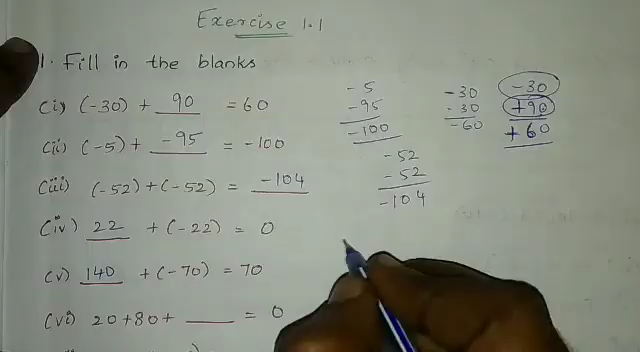 Exercise 1.1
1. Fill in the blanks
(i) (-30) + 90 = 60
(ii) (-5) + -95 = -100
(iii) (-52) + (-52) = -104
(iv) 22 + (-22) = 0
(v) 140 + (-70) = 70
(vi) 20+80+ ____ = 0
-5
-95
-100
-30
-30
-60
-30
+90
+60
-52
-52
-104